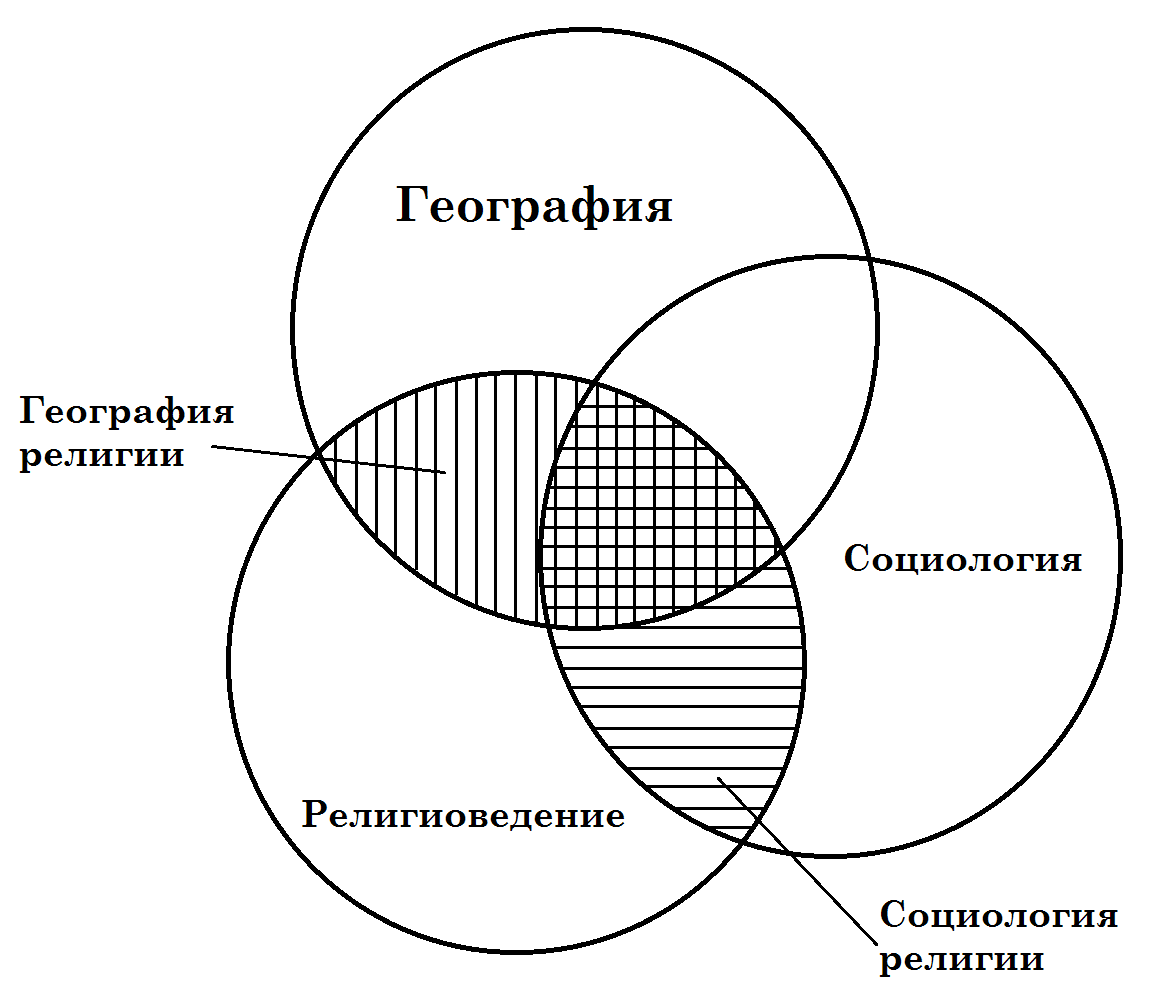 География
География
религии
Социология
Религиоведение
Социология
религии